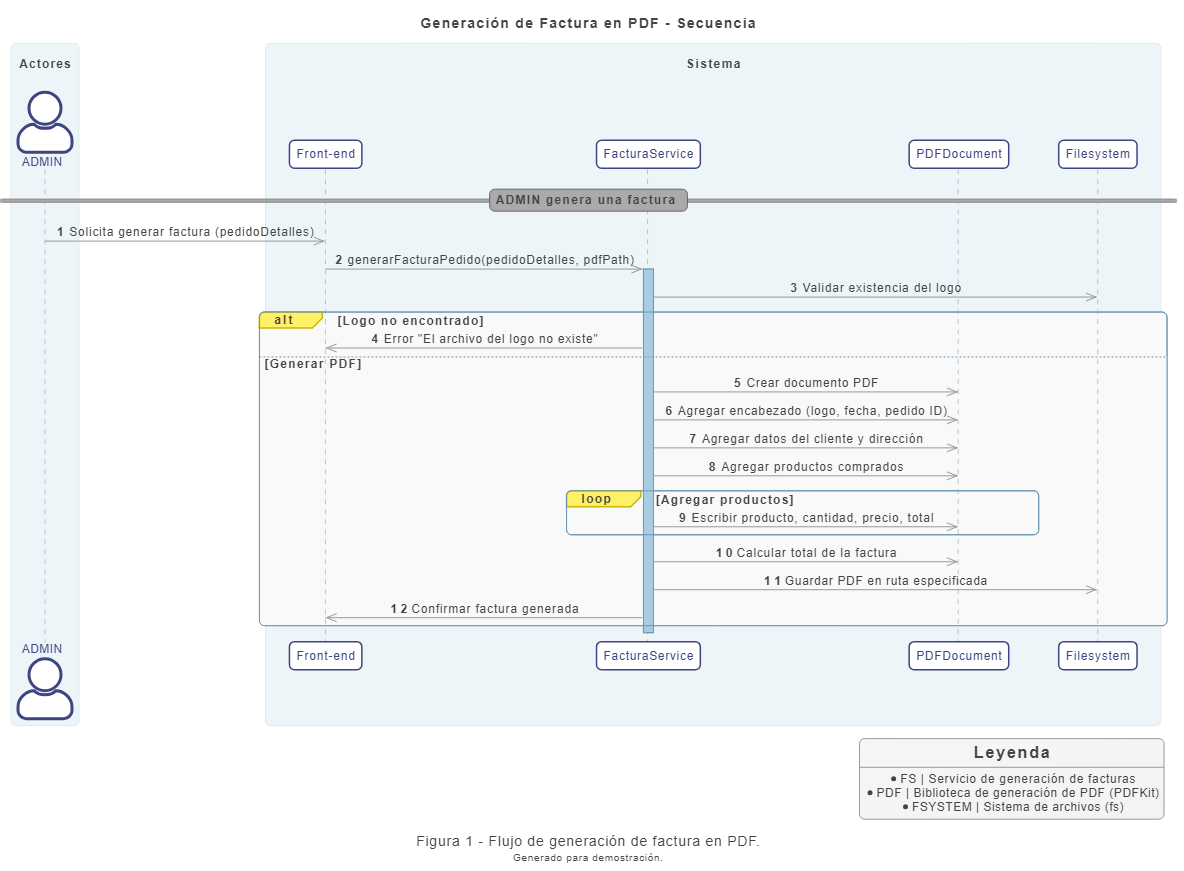 Generación de Factura en PDF - Secuencia
Actores
Sistema
ADMIN
Front-end
FacturaService
PDFDocument
Filesystem
ADMIN genera una factura
1 Solicita generar factura (pedidoDetalles)
2 generarFacturaPedido(pedidoDetalles, pdfPath)
3 Validar existencia del logo
alt [Logo no encontrado]
4 Error "El archivo del logo no existe"
[Generar PDF]
5 Crear documento PDF
6 Agregar encabezado (logo, fecha, pedido ID)
7 Agregar datos del cliente y dirección
8 Agregar productos comprados
loop [Agregar productos]
9 Escribir producto, cantidad, precio, total
10 Calcular total de la factura
11 Guardar PDF en ruta especificada
12 Confirmar factura generada
ADMIN
Front-end
FacturaService
PDFDocument
Filesystem
Leyenda
• FS | Servicio de generación de facturas
• PDF | Biblioteca de generación de PDF (PDFKit)
• FSYSTEM | Sistema de archivos (fs)
Figura 1 - Flujo de generación de factura en PDF.
Generado para demostración.